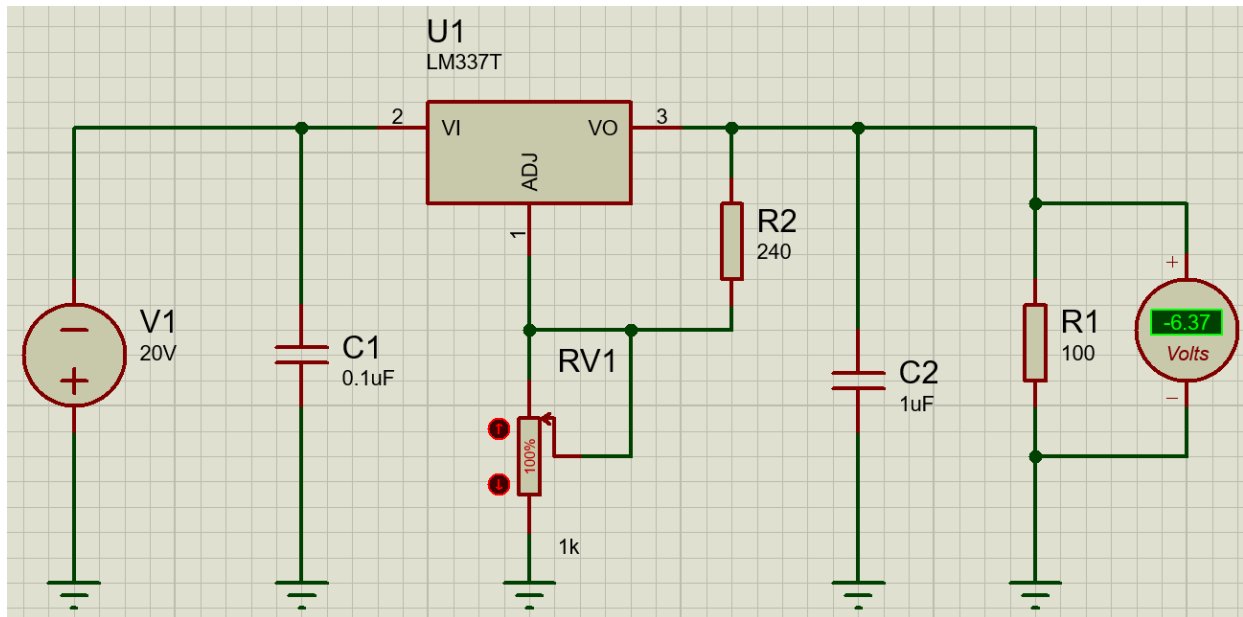 U1
LM337T
2
VI
VO
3
ADJ
1
R2
240
V1
20V
C1
0.1uF
RV1
100%
1k
C2
1uF
R1
100
+
-6.37
Volts
−